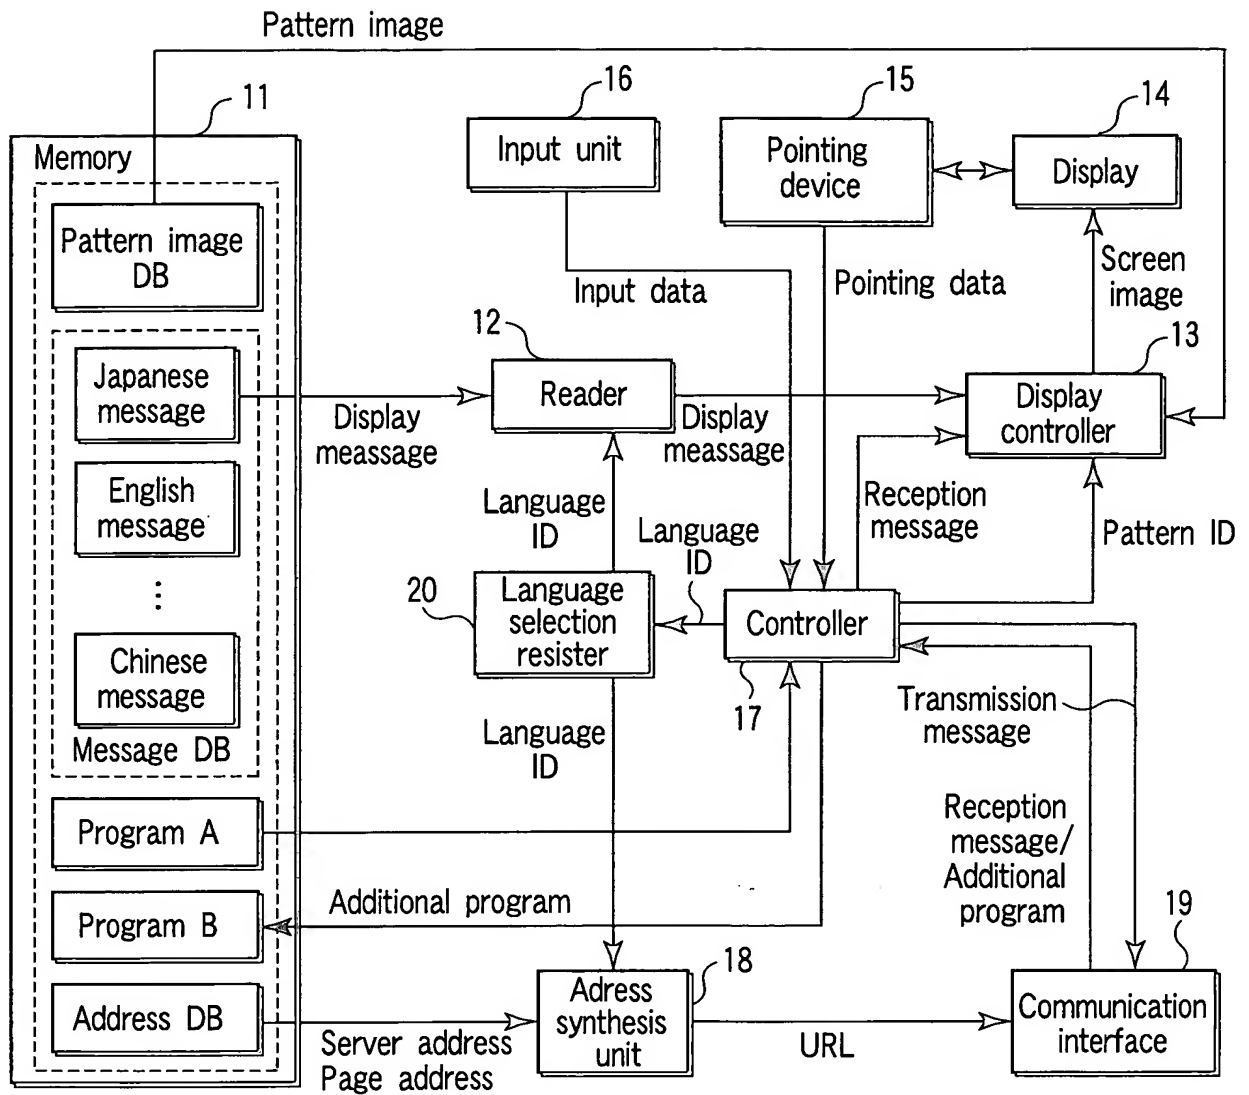 Pattern image
11
16
15
14
Memory
Input unit
Pointing
device
Display
Pattern image
DB
Input data
Pointing data
Screen
image
12
13
Japanese
message
Reader
Display
controller
Display
meassage
Display
meassage
English
message
Language
ID
Reception
message
Language
ID
Pattern ID
...
20
Language
selection
resister
Controller
Chinese
message
17
Transmission
message
Message DB
Language
ID
Program A
Reception
message/
Additional
program
Additional program
Program B
18
19
Address DB
Adress
synthesis
unit
Communication
interface
Server address
Page address
URL